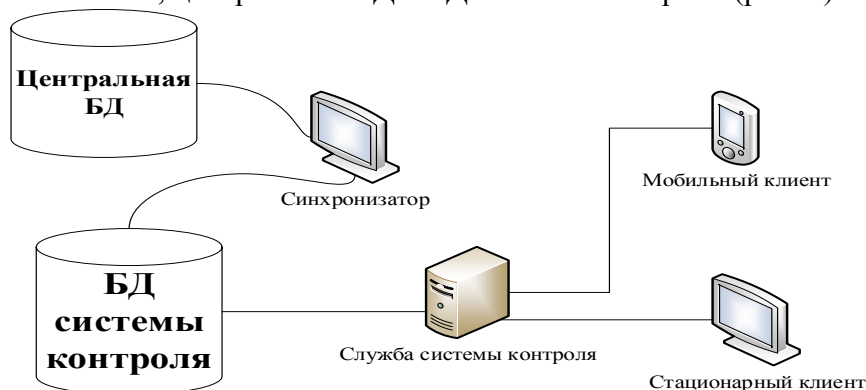 Центральная
БД
Синхронизатор
Мобильный клиент
БД
системы
контроля
Служба системы контроля
Стационарный клиент